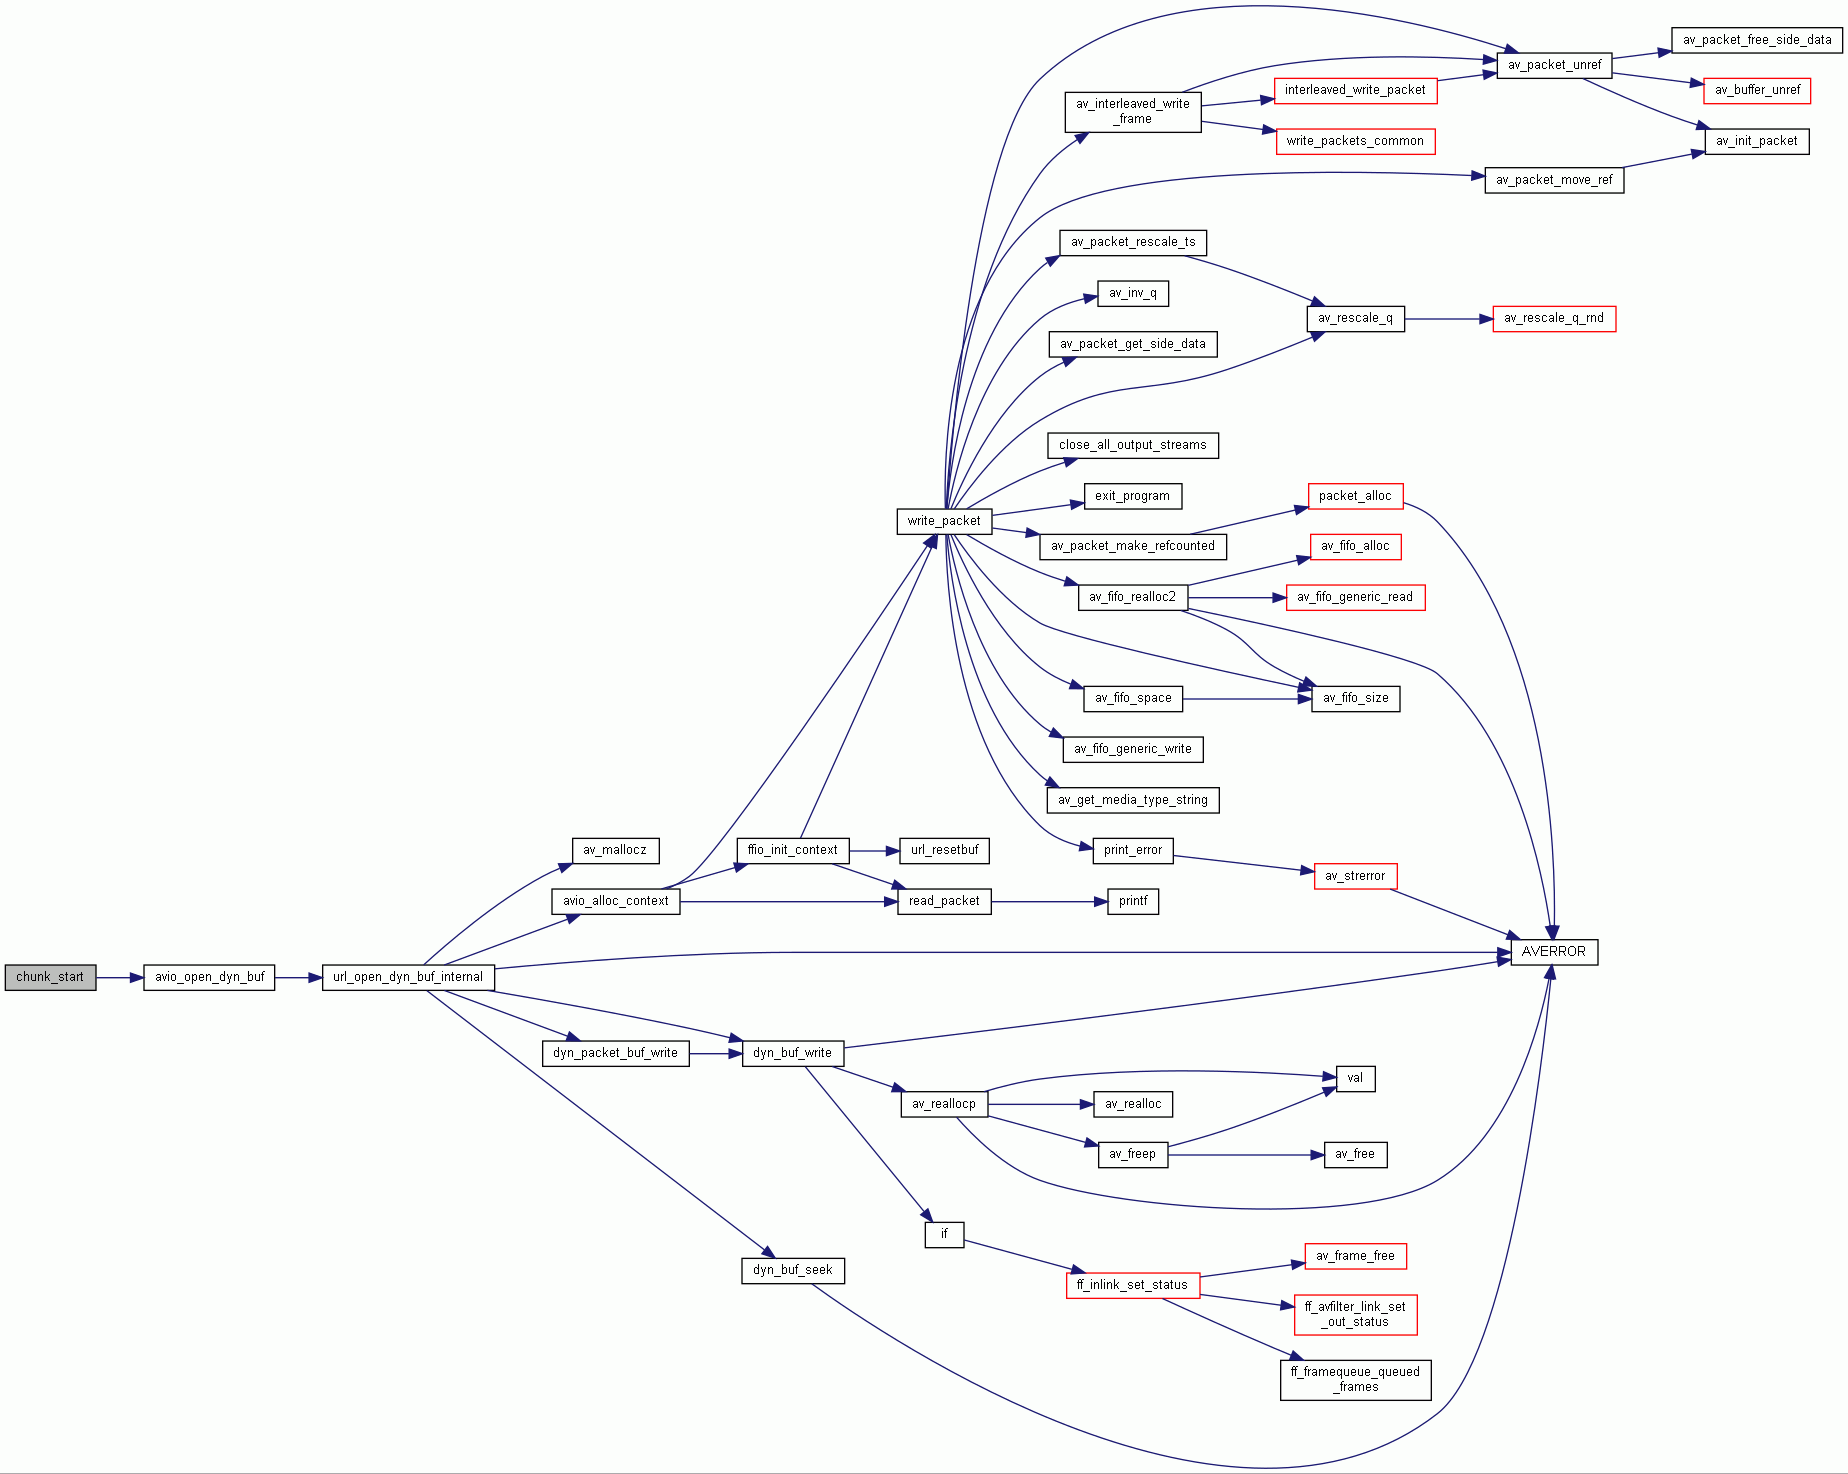 av_packet_free_side_data
av_packet_unref
av_buffer_unref
interleaved_write_packet
av_interleaved_write
_frame
write_packets_common
av_init_packet
av_packet_move_ref
av_packet_rescale_ts
av_inv_q
av_rescale_q
av_rescale_q_rnd
av_packet_get_side_data
close_all_output_streams
exit_program
packet_alloc
write_packet
av_packet_make_refcounted
av_fifo_alloc
av_fifo_realloc2
av_fifo_generic_read
av_fifo_space
av_fifo_size
av_fifo_generic_write
av_get_media_type_string
av_mallocz
ffio_init_context
url_resetbuf
print_error
av_strerror
avio_alloc_context
read_packet
printf
AVERROR
chunk_start
avio_open_dyn_buf
url_open_dyn_buf_internal
dyn_packet_buf_write
dyn_buf_write
val
av_reallocp
av_realloc
av_freep
av_free
if
av_frame_free
dyn_buf_seek
ff_inlink_set_status
ff_avfilter_link_set
_out_status
ff_framequeue_queued
_frames